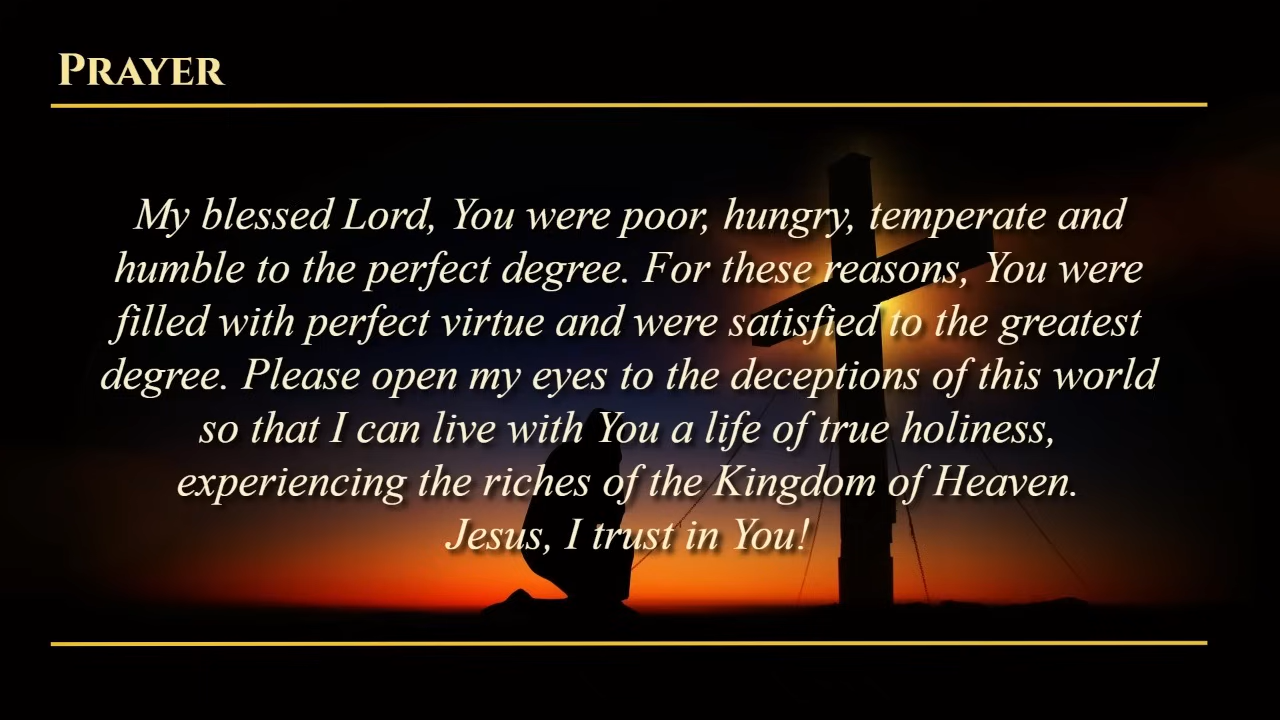 PRAYER
My blessed Lord, You were poor, hungry, temperate and
humble to the perfect degree. For these reasons, You were
filled with perfect virtue and were satisfied to the greatest
degree. Please open my eyes to the deceptions of this world
so that I can live with You a life of true holiness,
experiencing the riches of the Kingdom of Heaven.
Jesus, I trust in You!